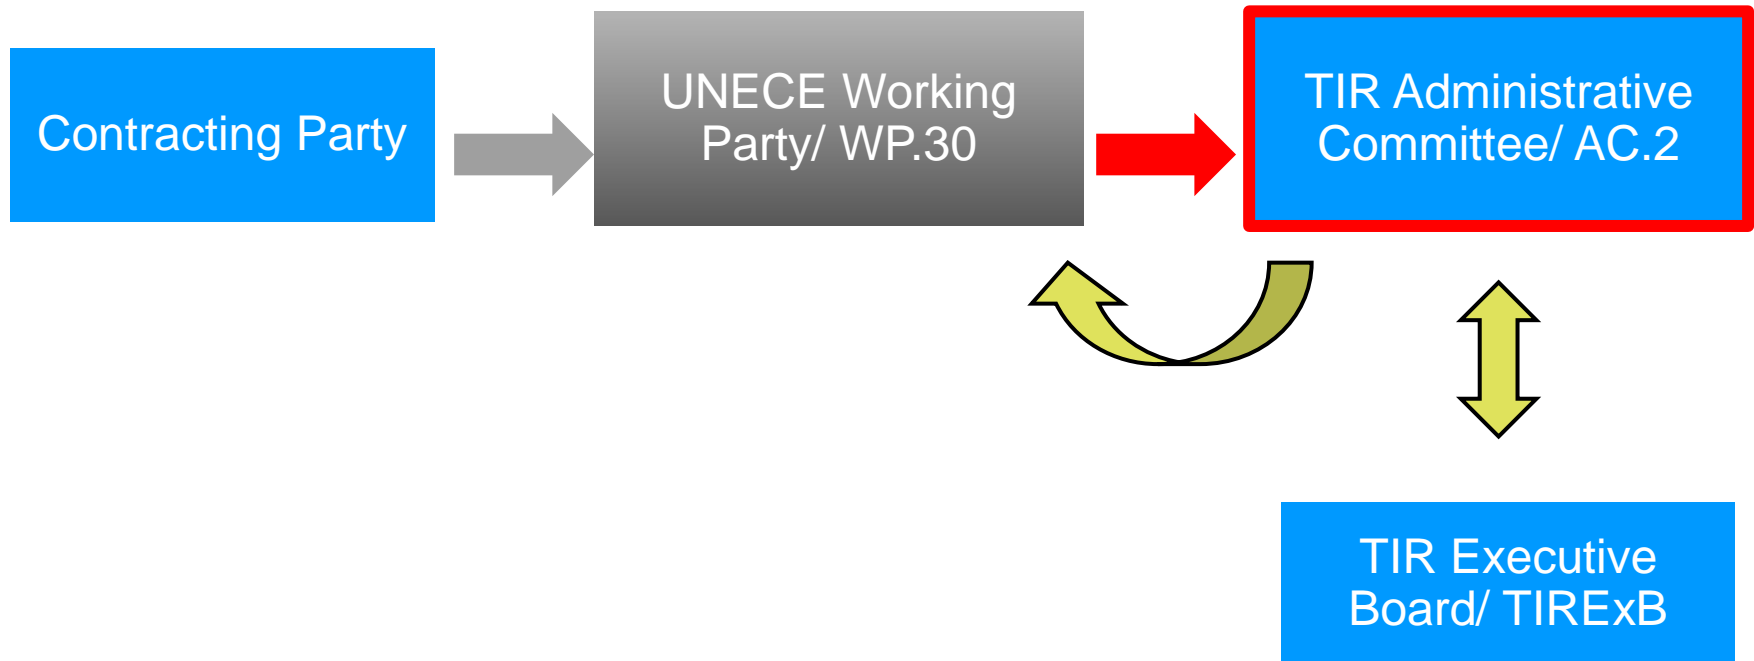 Contracting Party
UNECE Working
Party/ WP.30
TIR Administrative
Committee/ AC.2
TIR Executive
Board/ TIRExB